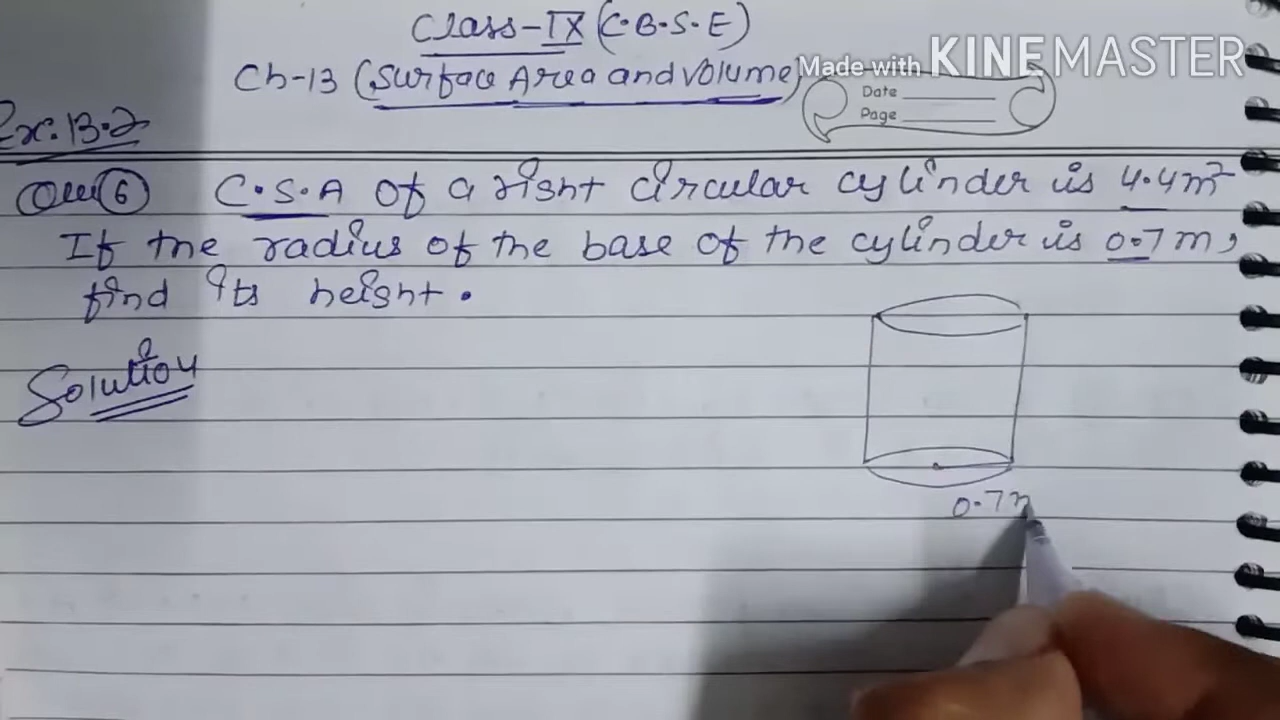 Class-IX (C.B.S.E)
Ch-13 (Surface Area and Volume)
Made with KINEMASTER
Date
Page
Ex.13.2
Que 6 C.S.A of a right circular cylinder is 4.4m²
If the radius of the base of the cylinder is 0.7m,
find its height.
Solution
0.7m